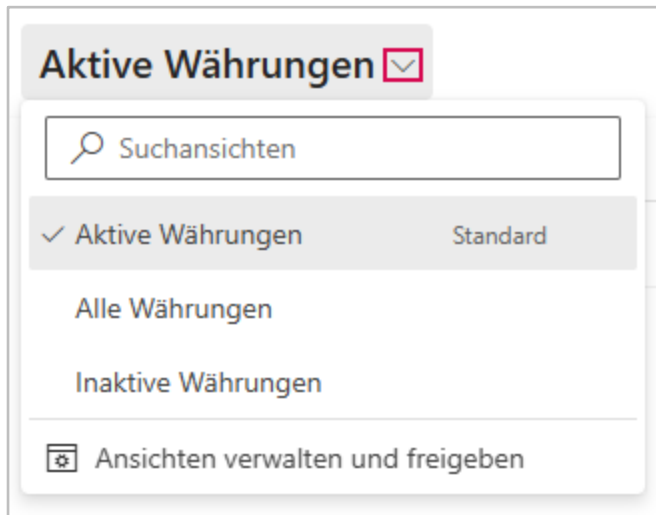 Aktive Währungen
Suchansichten
Aktive Währungen Standard
Alle Währungen
Inaktive Währungen
Ansichten verwalten und freigeben